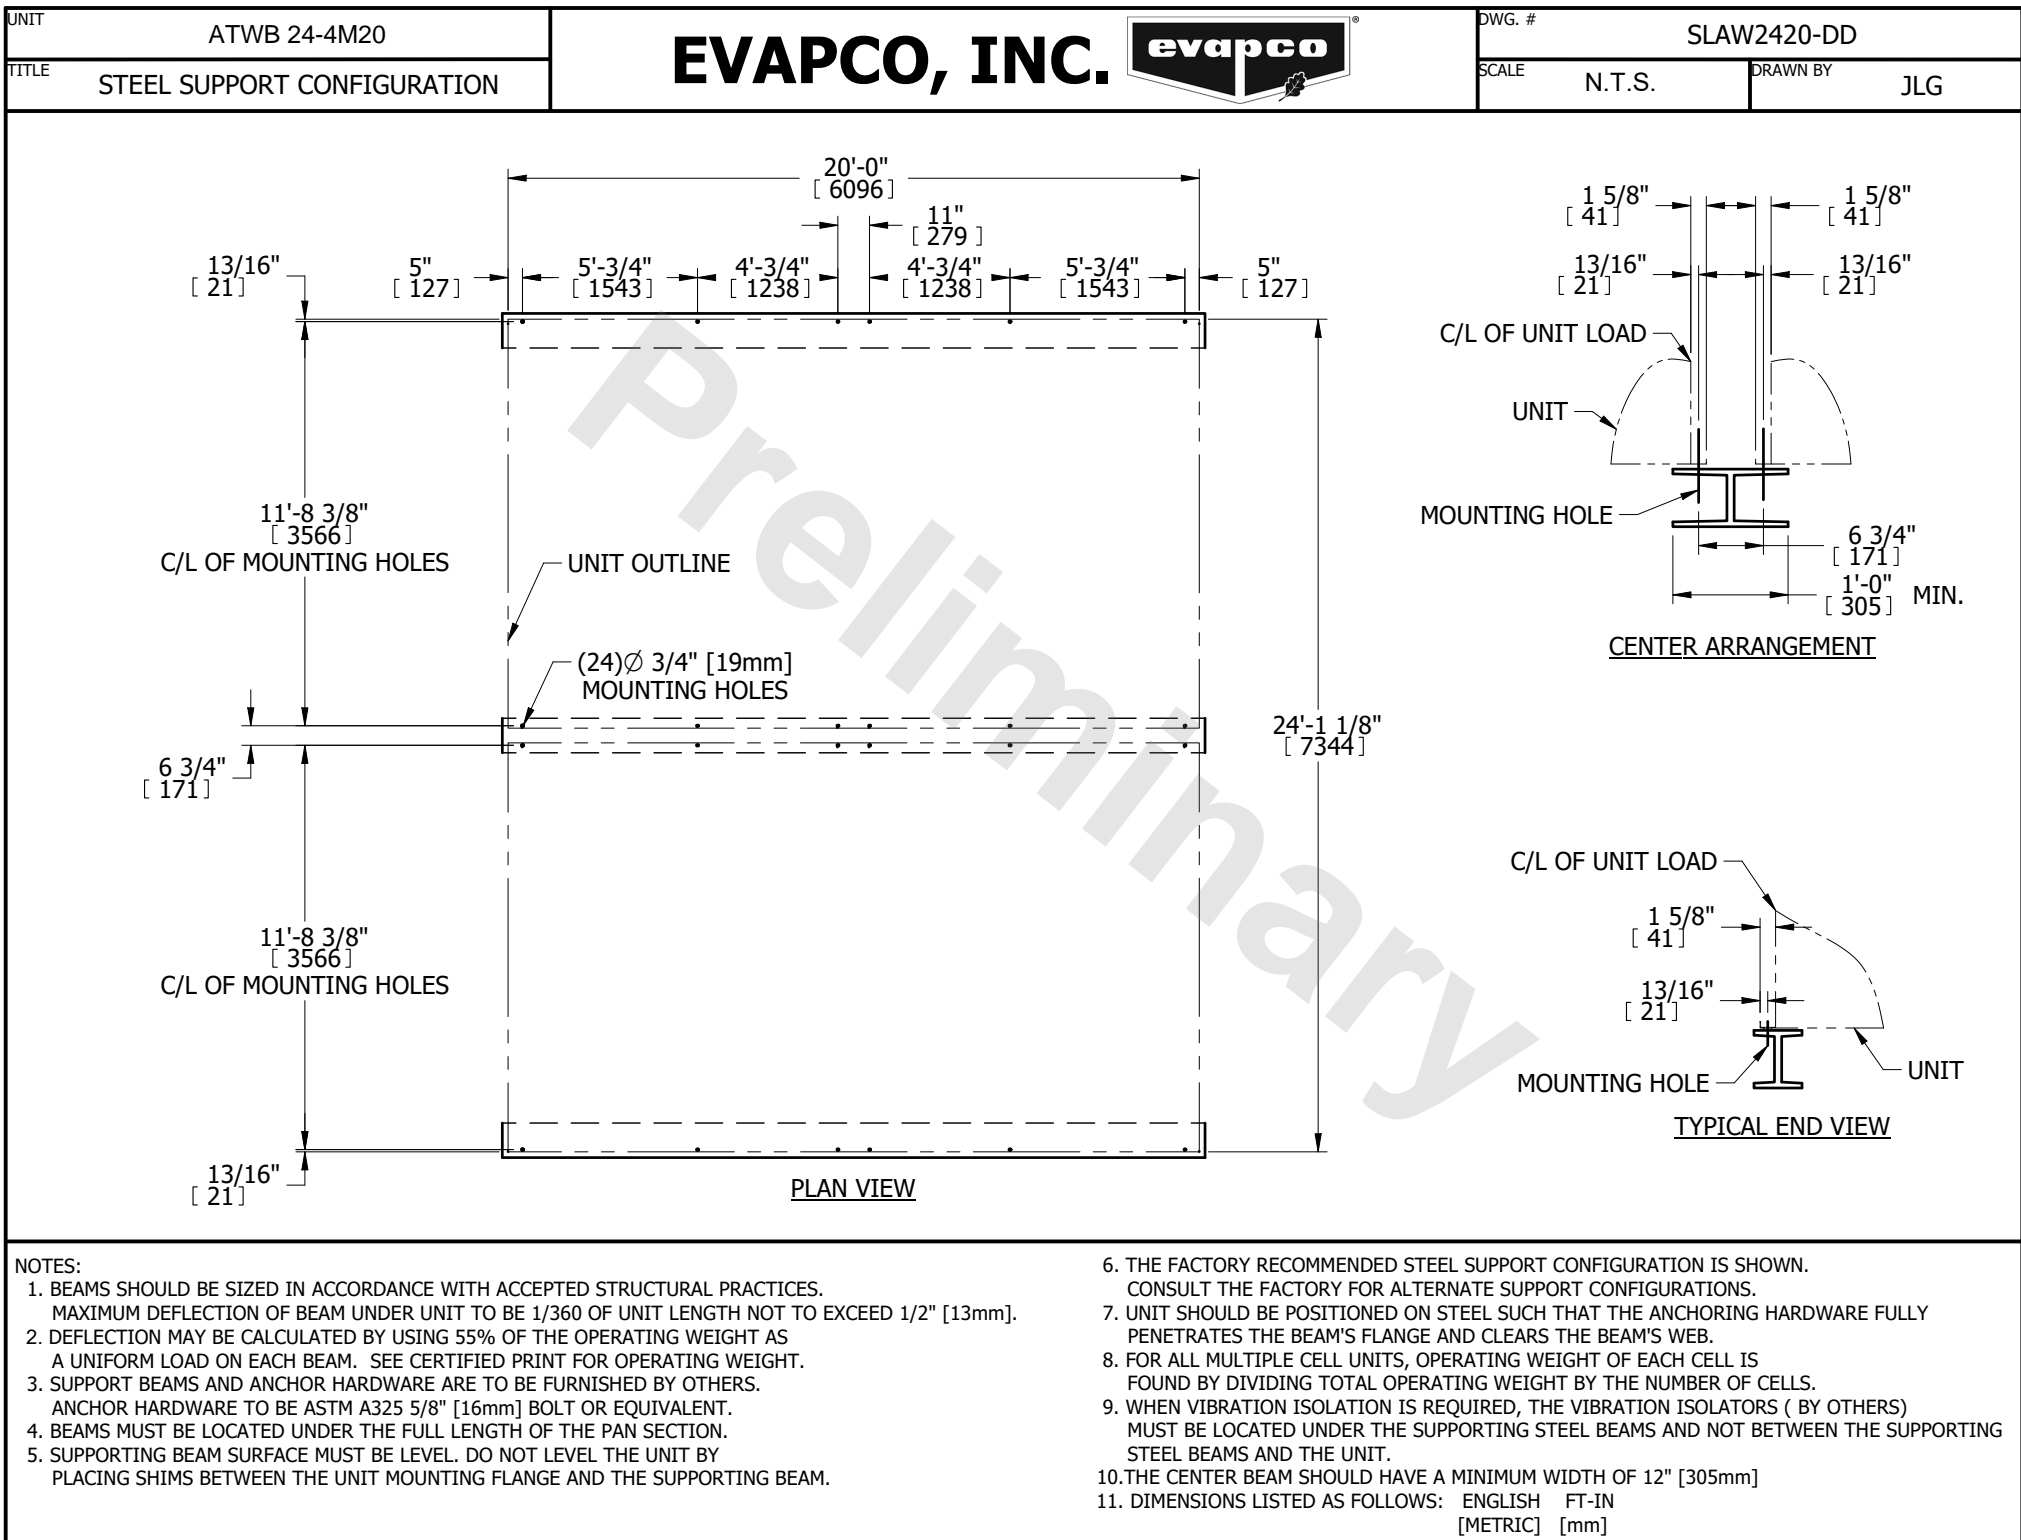 UNIT
ATWB 24-4M20
TITLE
STEEL SUPPORT CONFIGURATION
EVAPCO, INC.
evapco
®
DWG. #
SLAW2420-DD
SCALE
N.T.S.
DRAWN BY
JLG
20'-0"
[ 6096 ]
11"
[ 279 ]
13/16"
[ 21 ]
5"
[ 127 ]
5'-3/4"
[ 1543 ]
4'-3/4"
[ 1238 ]
4'-3/4"
[ 1238 ]
5'-3/4"
[ 1543 ]
5"
[ 127 ]
11'-8 3/8"
[ 3566 ]
C/L OF MOUNTING HOLES
UNIT OUTLINE
(24)Ø 3/4" [19mm]
MOUNTING HOLES
6 3/4"
[ 171 ]
24'-1 1/8"
[ 7344 ]
11'-8 3/8"
[ 3566 ]
C/L OF MOUNTING HOLES
13/16"
[ 21 ]
PLAN VIEW
Preliminary
1 5/8"
[ 41 ]
1 5/8"
[ 41 ]
13/16"
[ 21 ]
13/16"
[ 21 ]
C/L OF UNIT LOAD
UNIT
MOUNTING HOLE
6 3/4"
[ 171 ]
1'-0"
[ 305 ]
MIN.
CENTER ARRANGEMENT
C/L OF UNIT LOAD
1 5/8"
[ 41 ]
13/16"
[ 21 ]
MOUNTING HOLE
UNIT
TYPICAL END VIEW
NOTES:
1. BEAMS SHOULD BE SIZED IN ACCORDANCE WITH ACCEPTED STRUCTURAL PRACTICES.
MAXIMUM DEFLECTION OF BEAM UNDER UNIT TO BE 1/360 OF UNIT LENGTH NOT TO EXCEED 1/2" [13mm].
2. DEFLECTION MAY BE CALCULATED BY USING 55% OF THE OPERATING WEIGHT AS
A UNIFORM LOAD ON EACH BEAM. SEE CERTIFIED PRINT FOR OPERATING WEIGHT.
3. SUPPORT BEAMS AND ANCHOR HARDWARE ARE TO BE FURNISHED BY OTHERS.
ANCHOR HARDWARE TO BE ASTM A325 5/8" [16mm] BOLT OR EQUIVALENT.
4. BEAMS MUST BE LOCATED UNDER THE FULL LENGTH OF THE PAN SECTION.
5. SUPPORTING BEAM SURFACE MUST BE LEVEL. DO NOT LEVEL THE UNIT BY
PLACING SHIMS BETWEEN THE UNIT MOUNTING FLANGE AND THE SUPPORTING BEAM.
6. THE FACTORY RECOMMENDED STEEL SUPPORT CONFIGURATION IS SHOWN.
CONSULT THE FACTORY FOR ALTERNATE SUPPORT CONFIGURATIONS.
7. UNIT SHOULD BE POSITIONED ON STEEL SUCH THAT THE ANCHORING HARDWARE FULLY
PENETRATES THE BEAM'S FLANGE AND CLEARS THE BEAM'S WEB.
8. FOR ALL MULTIPLE CELL UNITS, OPERATING WEIGHT OF EACH CELL IS
FOUND BY DIVIDING TOTAL OPERATING WEIGHT BY THE NUMBER OF CELLS.
9. WHEN VIBRATION ISOLATION IS REQUIRED, THE VIBRATION ISOLATORS ( BY OTHERS)
MUST BE LOCATED UNDER THE SUPPORTING STEEL BEAMS AND NOT BETWEEN THE SUPPORTING
STEEL BEAMS AND THE UNIT.
10.THE CENTER BEAM SHOULD HAVE A MINIMUM WIDTH OF 12" [305mm]
11. DIMENSIONS LISTED AS FOLLOWS: ENGLISH FT-IN
[METRIC] [mm]